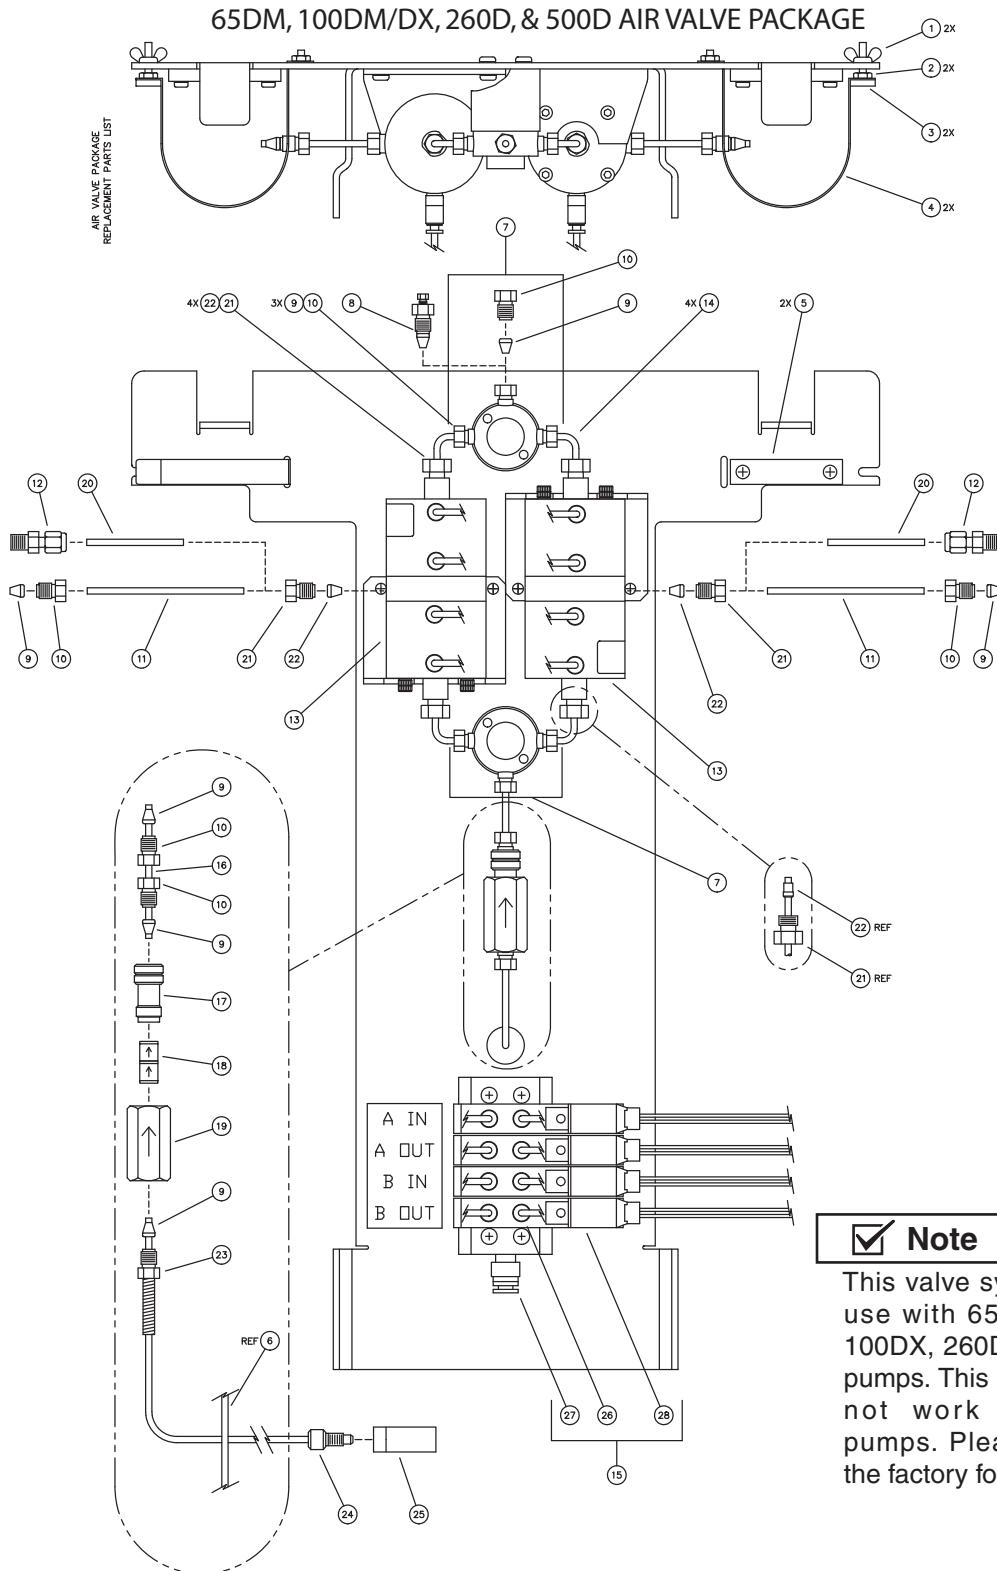 65DM, 100DM/DX, 260D, & 500D AIR VALVE PACKAGE
AIR VALVE PACKAGE
REPLACEMENT PARTS LIST
1 2X
2 2X
3 2X
4 2X
7
10
4X 22 21
3X 9 10
8
9
4X 14
2X 5
12
20
20
12
9
10
11
21
22
13
22
21
11
10
9
13
7
9
10
16
10
9
17
18
19
9
23
22 REF
21 REF
A IN
A OUT
B IN
B OUT
REF 6
24
25
27
26
28
15
Note
This valve sy
use with 65
100DX, 260D
pumps. This
not work
pumps. Plea
the factory fo